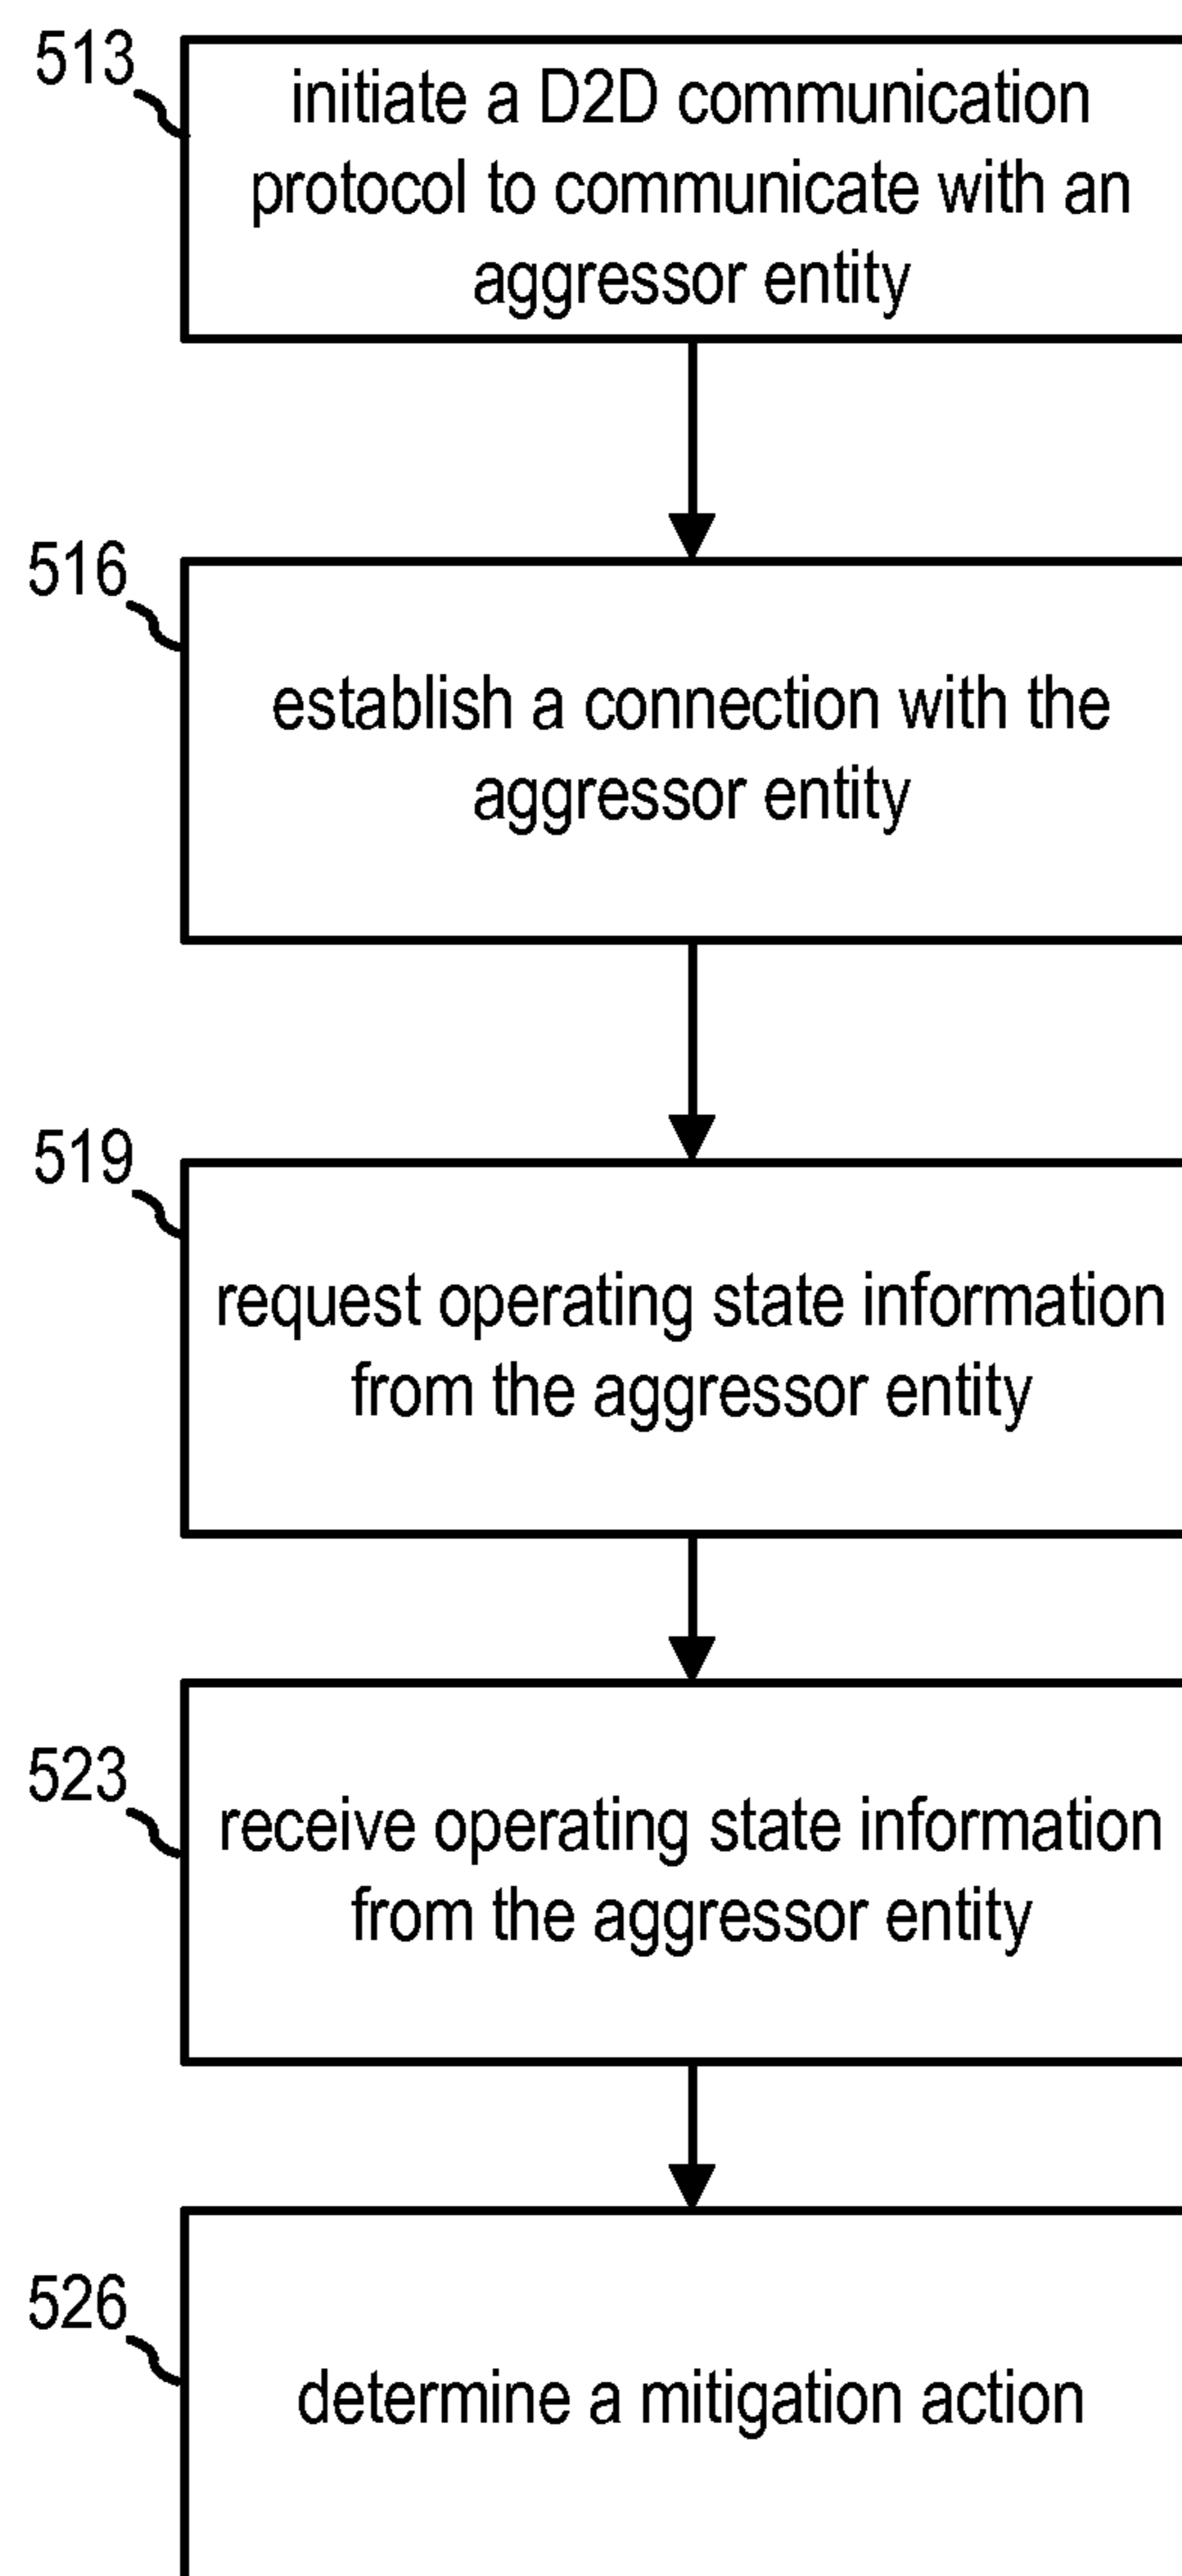 513
initiate a D2D communication
protocol to communicate with an
aggressor entity
516
establish a connection with the
aggressor entity
519
request operating state information
from the aggressor entity
523
receive operating state information
from the aggressor entity
526
determine a mitigation action